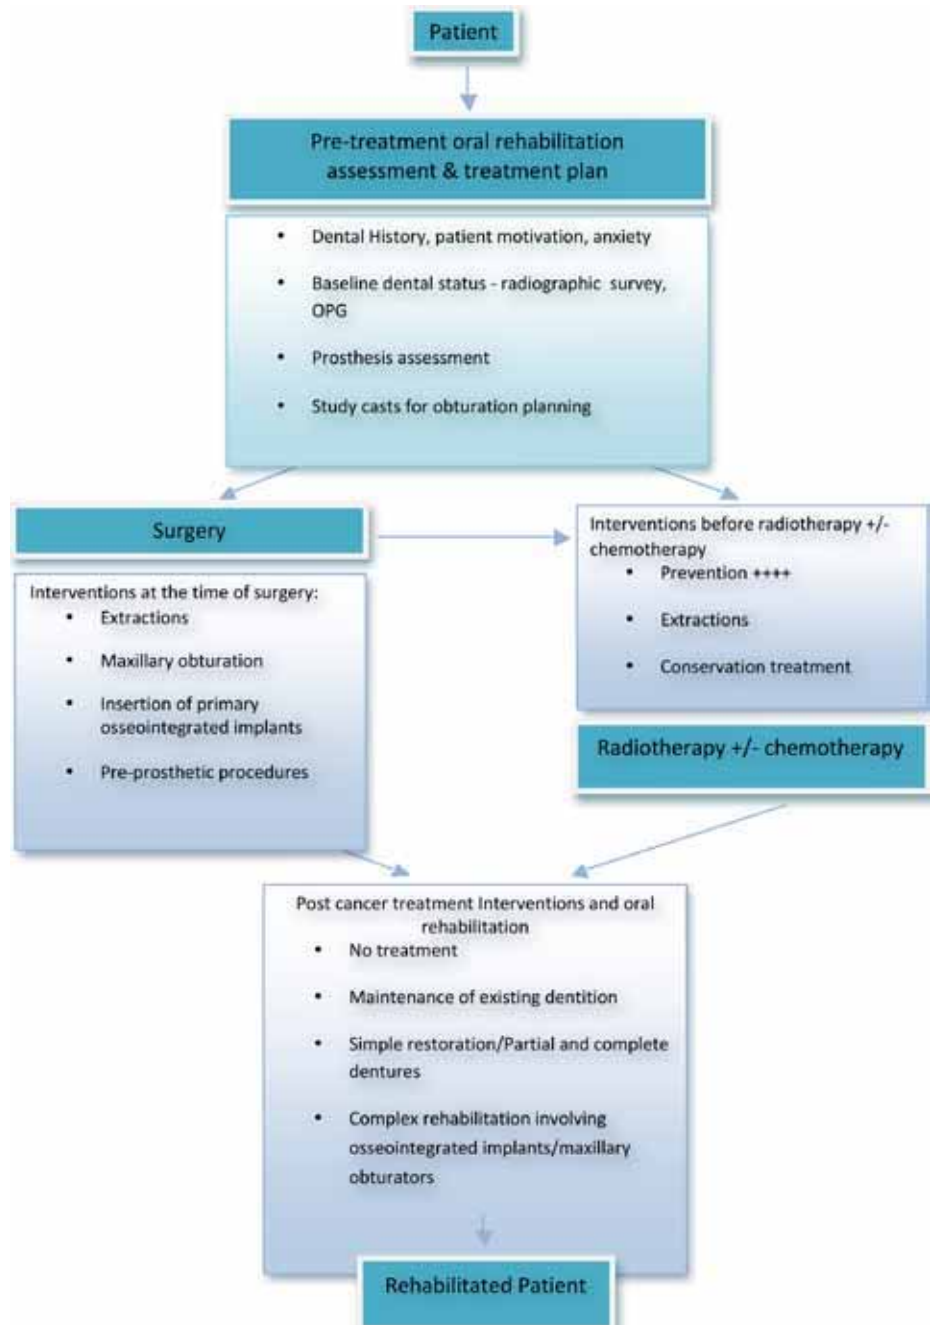 Patient
Pre-treatment oral rehabilitation
assessment & treatment plan
• Dental History, patient motivation, anxiety
• Baseline dental status - radiographic survey,
OPG
• Prosthesis assessment
• Study casts for obturation planning
Surgery
Interventions at the time of surgery:
• Extractions
• Maxillary obturation
• Insertion of primary
osseointegrated implants
• Pre-prosthetic procedures
Interventions before radiotherapy +/-
chemotherapy
• Prevention ++++
• Extractions
• Conservation treatment
Radiotherapy +/- chemotherapy
Post cancer treatment Interventions and oral
rehabilitation
• No treatment
• Maintenance of existing dentition
• Simple restoration/Partial and complete
dentures
• Complex rehabilitation involving
osseointegrated implants/maxillary
obturators
Rehabilitated Patient